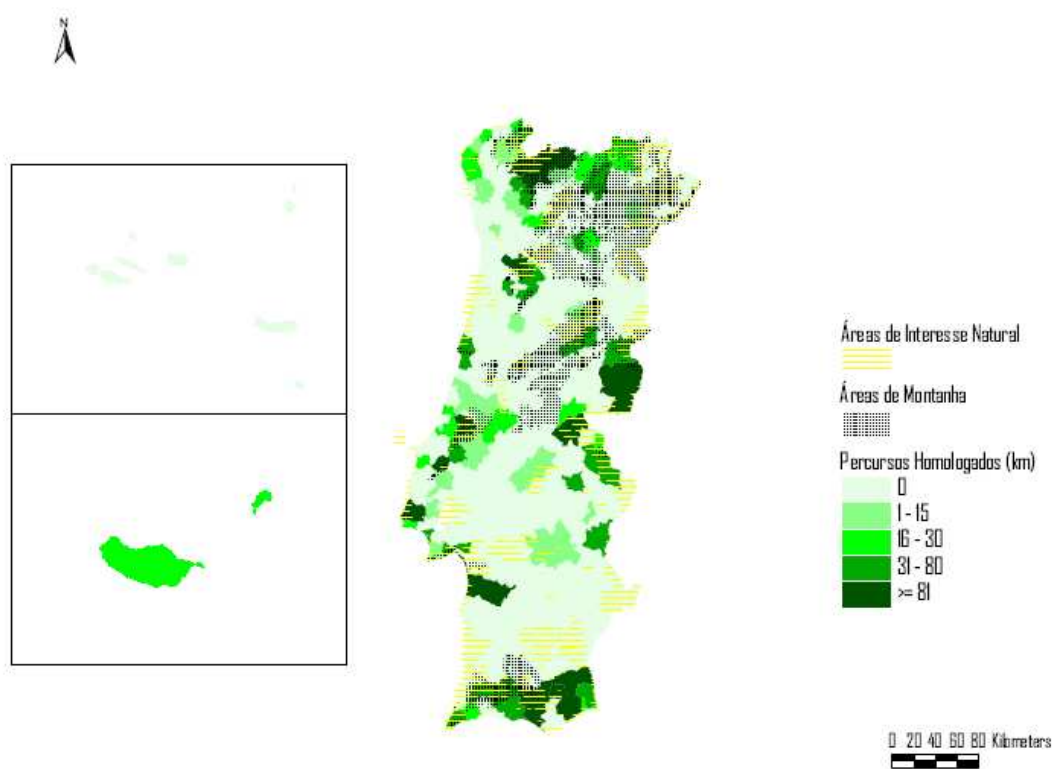 N
Áreas de Interesse Natural
Áreas de Montanha
Percursos Homologados (km)
0
1 - 15
16 - 30
31 - 80
>= 81
0 20 40 60 80 Kilometers